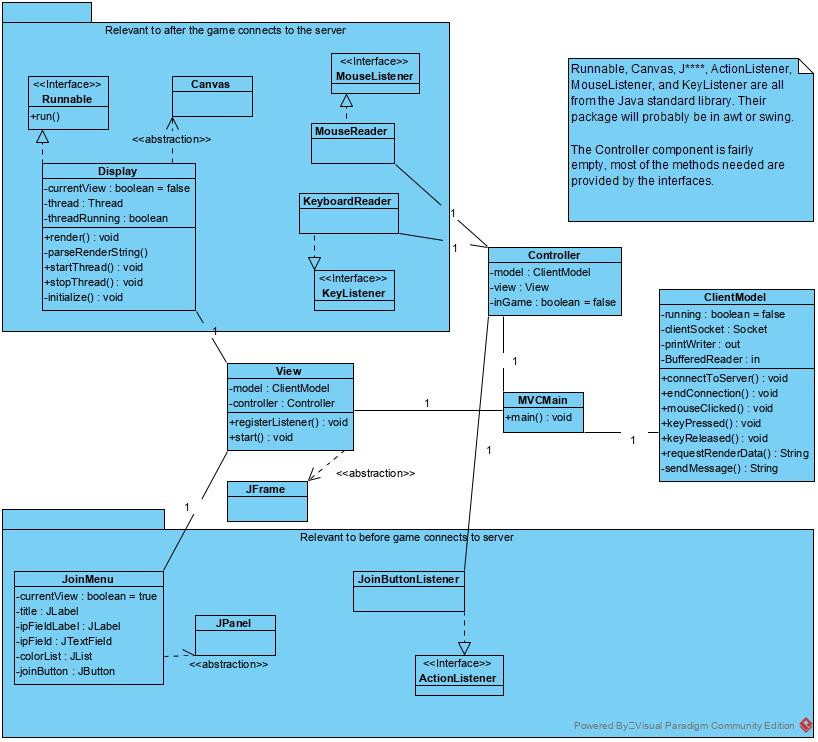 Relevant to after the game connects to the server
<<Interface>>
Runnable
+run()
Canvas
<<abstraction>>
<<Interface>>
MouseListener
MouseReader
Display
-currentView : boolean = false
-thread : Thread
-threadRunning : boolean
+render() : void
-parseRenderString()
+startThread() : void
+stopThread() : void
-initialize() : void
KeyboardReader
<<Interface>>
KeyListener
Runnable, Canvas, J****, ActionListener,
MouseListener, and KeyListener are all
from the Java standard library. Their
package will probably be in awt or swing.
The Controller component is fairly
empty, most of the methods needed are
provided by the interfaces.
1
1
Controller
-model : ClientModel
-view : View
-inGame : boolean = false
ClientModel
-running : boolean = false
-clientSocket : Socket
-printWriter : out
-BufferedReader : in
+connectToServer() : void
+endConnection() : void
+mouseClicked() : void
+keyPressed() : void
+keyReleased() : void
+requestRenderData() : String
-sendMessage() : String
1
1
View
-model : ClientModel
-controller : Controller
+registerListener() : void
+start() : void
1
MVCMain
+main() : void
1
1
<<abstraction>>
JFrame
1
Relevant to before game connects to server
JoinMenu
-currentView : boolean = true
-title : JLabel
-ipFieldLabel : JLabel
-ipField : JTextField
-colorList : JList
-joinButton : JButton
JPanel
<<abstraction>>
JoinButtonListener
<<Interface>>
ActionListener
Powered By Visual Paradigm Community Edition